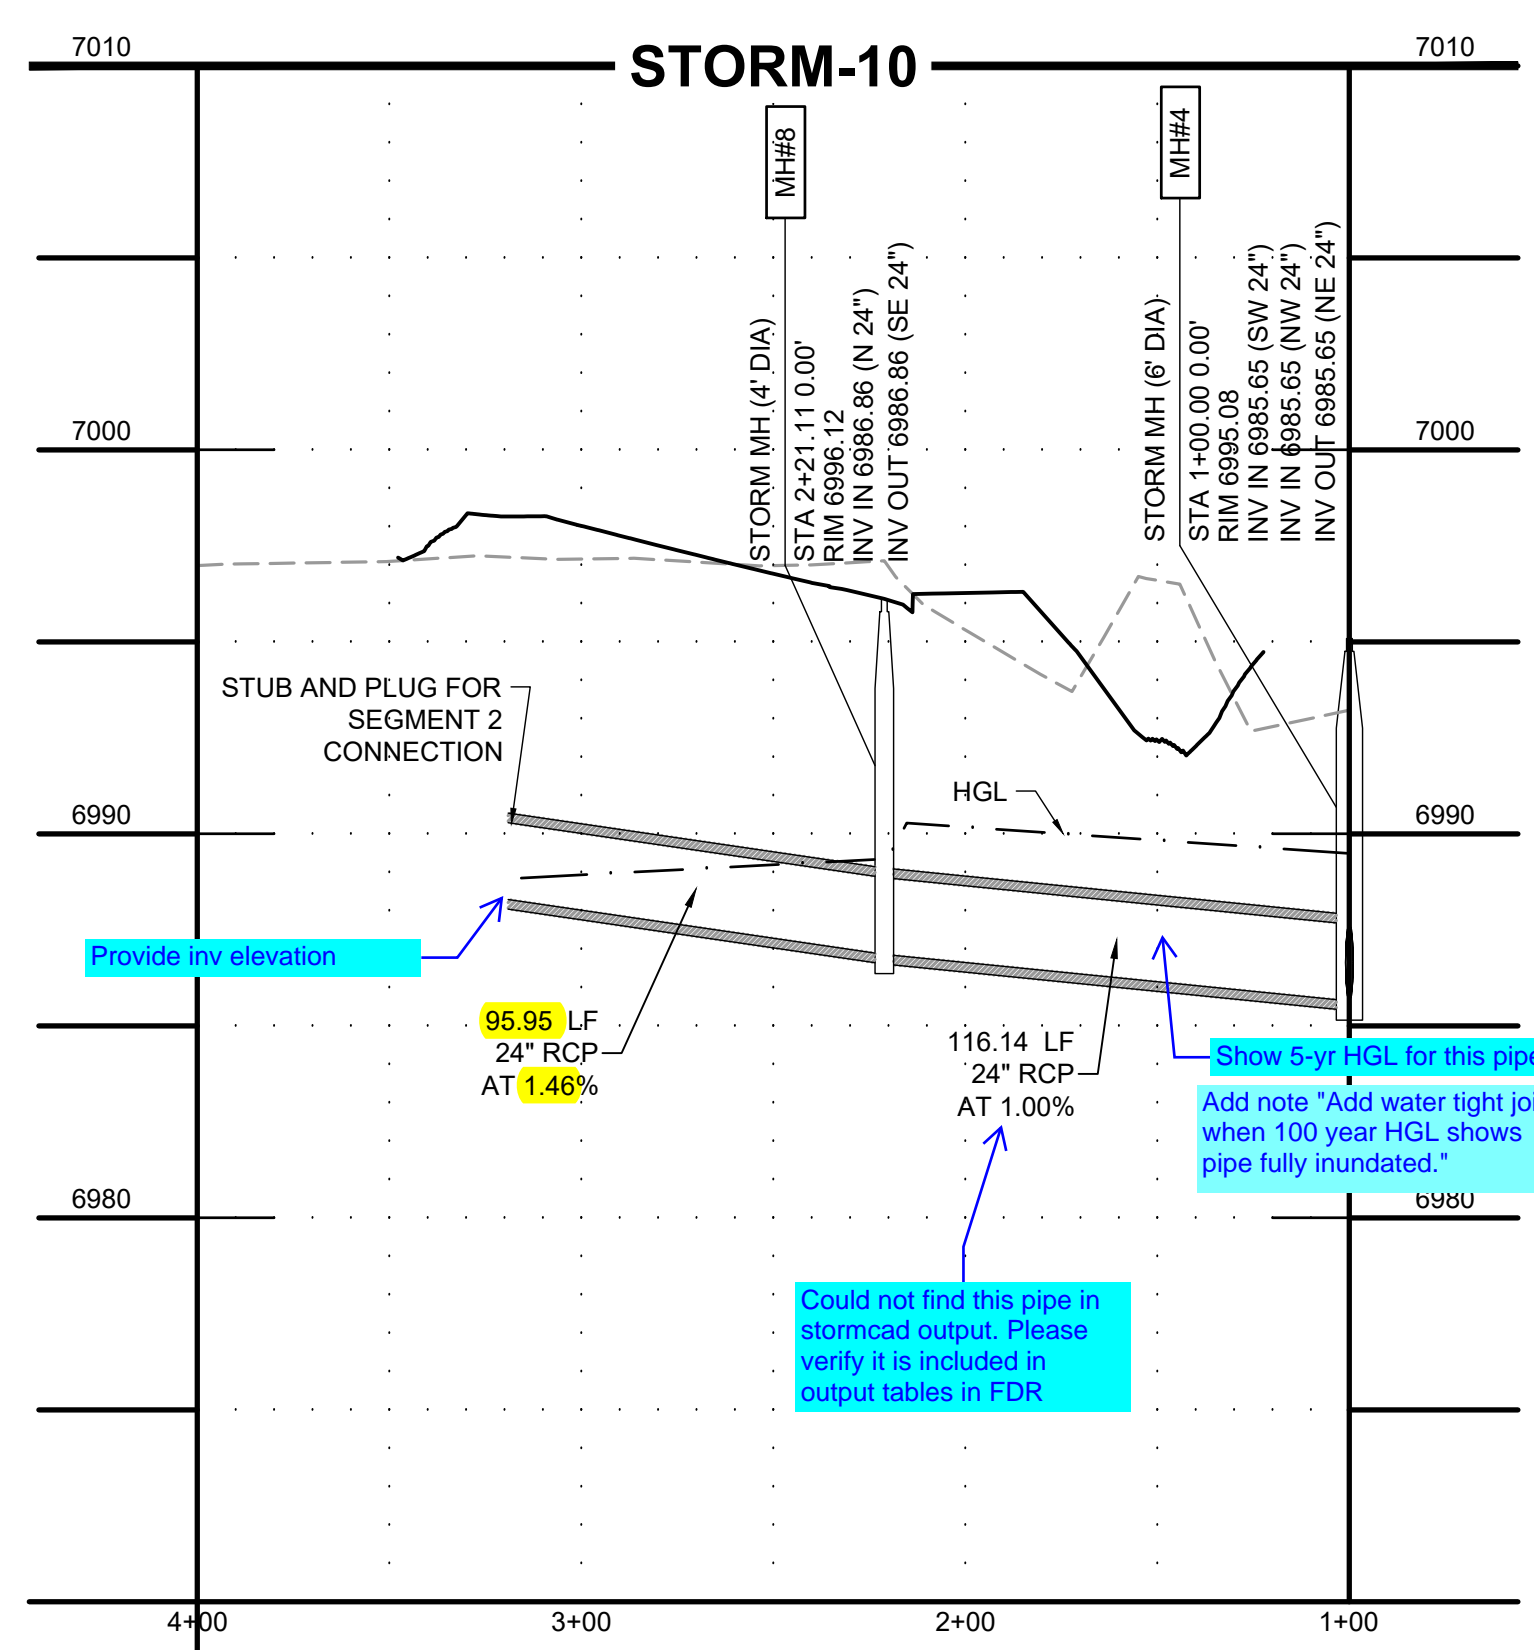 7010
STORM-10
7010
MH#8
MH#4
STORM MH (4' DIA)
STA 2+21.11 0.00'
RIM 6996.12
INV IN 6986.86 (N 24")
INV OUT 6986.86 (SE 24")
STORM MH (6' DIA)
STA 1+00.00 0.00'
RIM 6995.08
INV IN 6985.65 (SW 24")
INV IN 6985.65 (NW 24")
INV OUT 6985.65 (NE 24")
7000
7000
STUB AND PLUG FOR
SEGMENT 2
CONNECTION
HGL
6990
6990
Provide inv elevation
95.95 LF
24" RCP
AT 1.46%
116.14 LF
24" RCP
AT 1.00%
Show 5-yr HGL for this pipe
Add note "Add water tight joi
when 100 year HGL shows
pipe fully inundated."
6980
6980
Could not find this pipe in
stormcad output. Please
verify it is included in
output tables in FDR
4+00
3+00
2+00
1+00